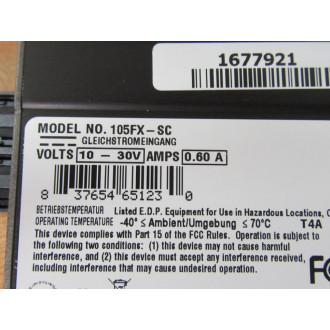 1677921
MODEL NO. 105FX-SC
GLEICHSTROMEINGANG
VOLTS 10 - 30V AMPS 0.60 A
8 37654 65123 0
BETRIEBSTEMPERATUR Listed E.D.P. Equipment for Use in Hazardous Locations,
OPERATING TEMPERATUR -40° ≤ Ambient/Umgebung ≤ 70°C T4A
This device complies with Part 15 of the FCC Rules. Operation is subject to
the following two conditions: (1) this device may not cause harmful
interference, and (2) this device must accept any interference received,
including interference that may cause undesired operation.
FC